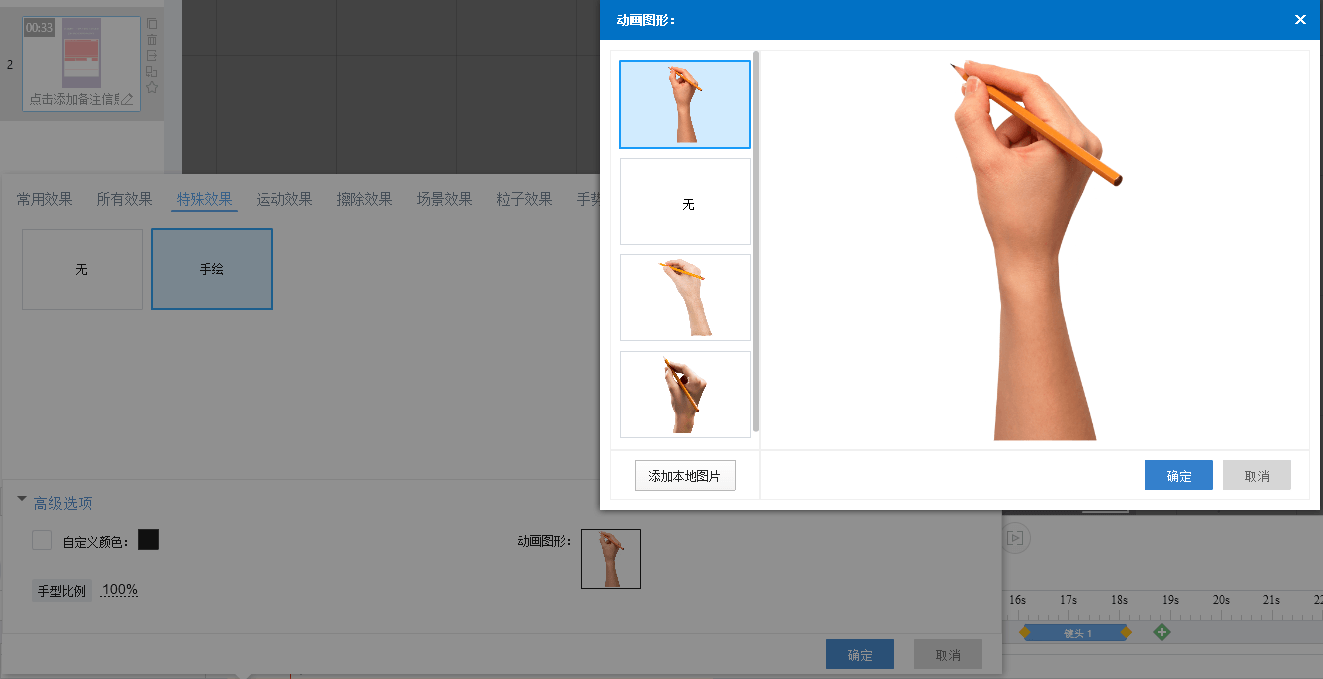 动画图形：
00:33
2
点击添加备注信息
常用效果 所有效果 特殊效果 运动效果 擦除效果 场景效果 粒子效果 手势
无
手绘
无
添加本地图片
确定
取消
高级选项
自定义颜色：
动画图形：
手型比例 100%
16s 17s 18s 19s 20s 21s 22
镜头 1
确定
取消